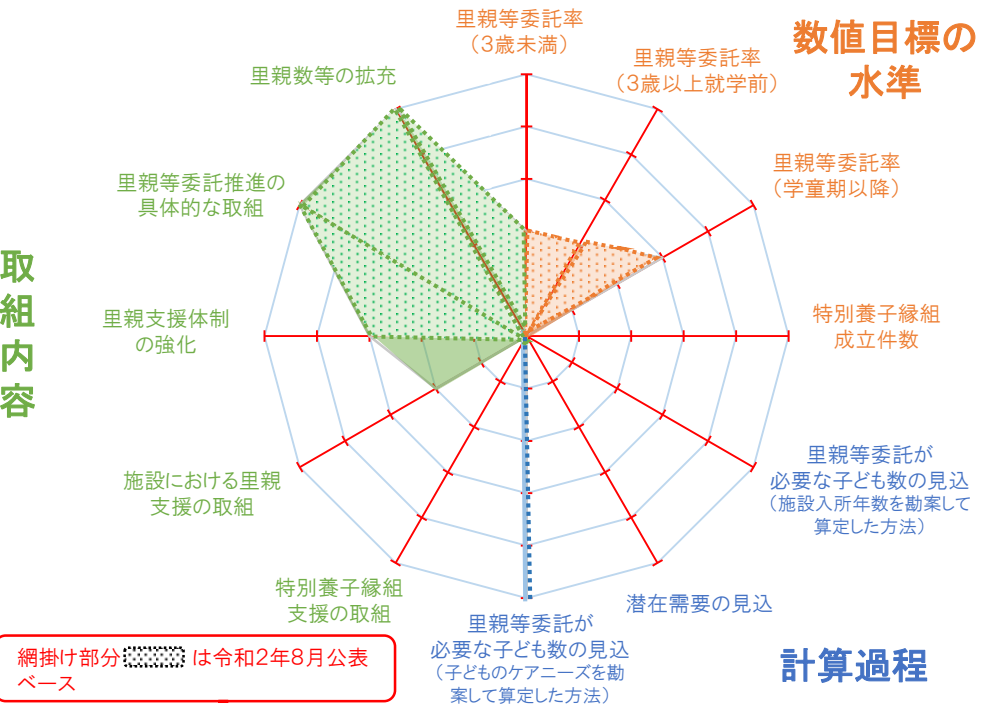 里親等委託率
（3歳未満）
数値目標の
水準
里親等委託率
（3歳以上就学前）
里親数等の拡充
里親等委託率
（学童期以降）
里親等委託推進の
具体的な取組
取
組
内
容
里親支援体制
の強化
特別養子縁組
成立件数
施設における里親
支援の取組
里親等委託が
必要な子ども数の見込
（施設入所年数を勘案して
算定した方法）
特別養子縁組
支援の取組
潜在需要の見込
里親等委託が
必要な子ども数の見込
（子どものケアニーズを勘
案して算定した方法）
計算過程
網掛け部分 は令和2年8月公表
ベース